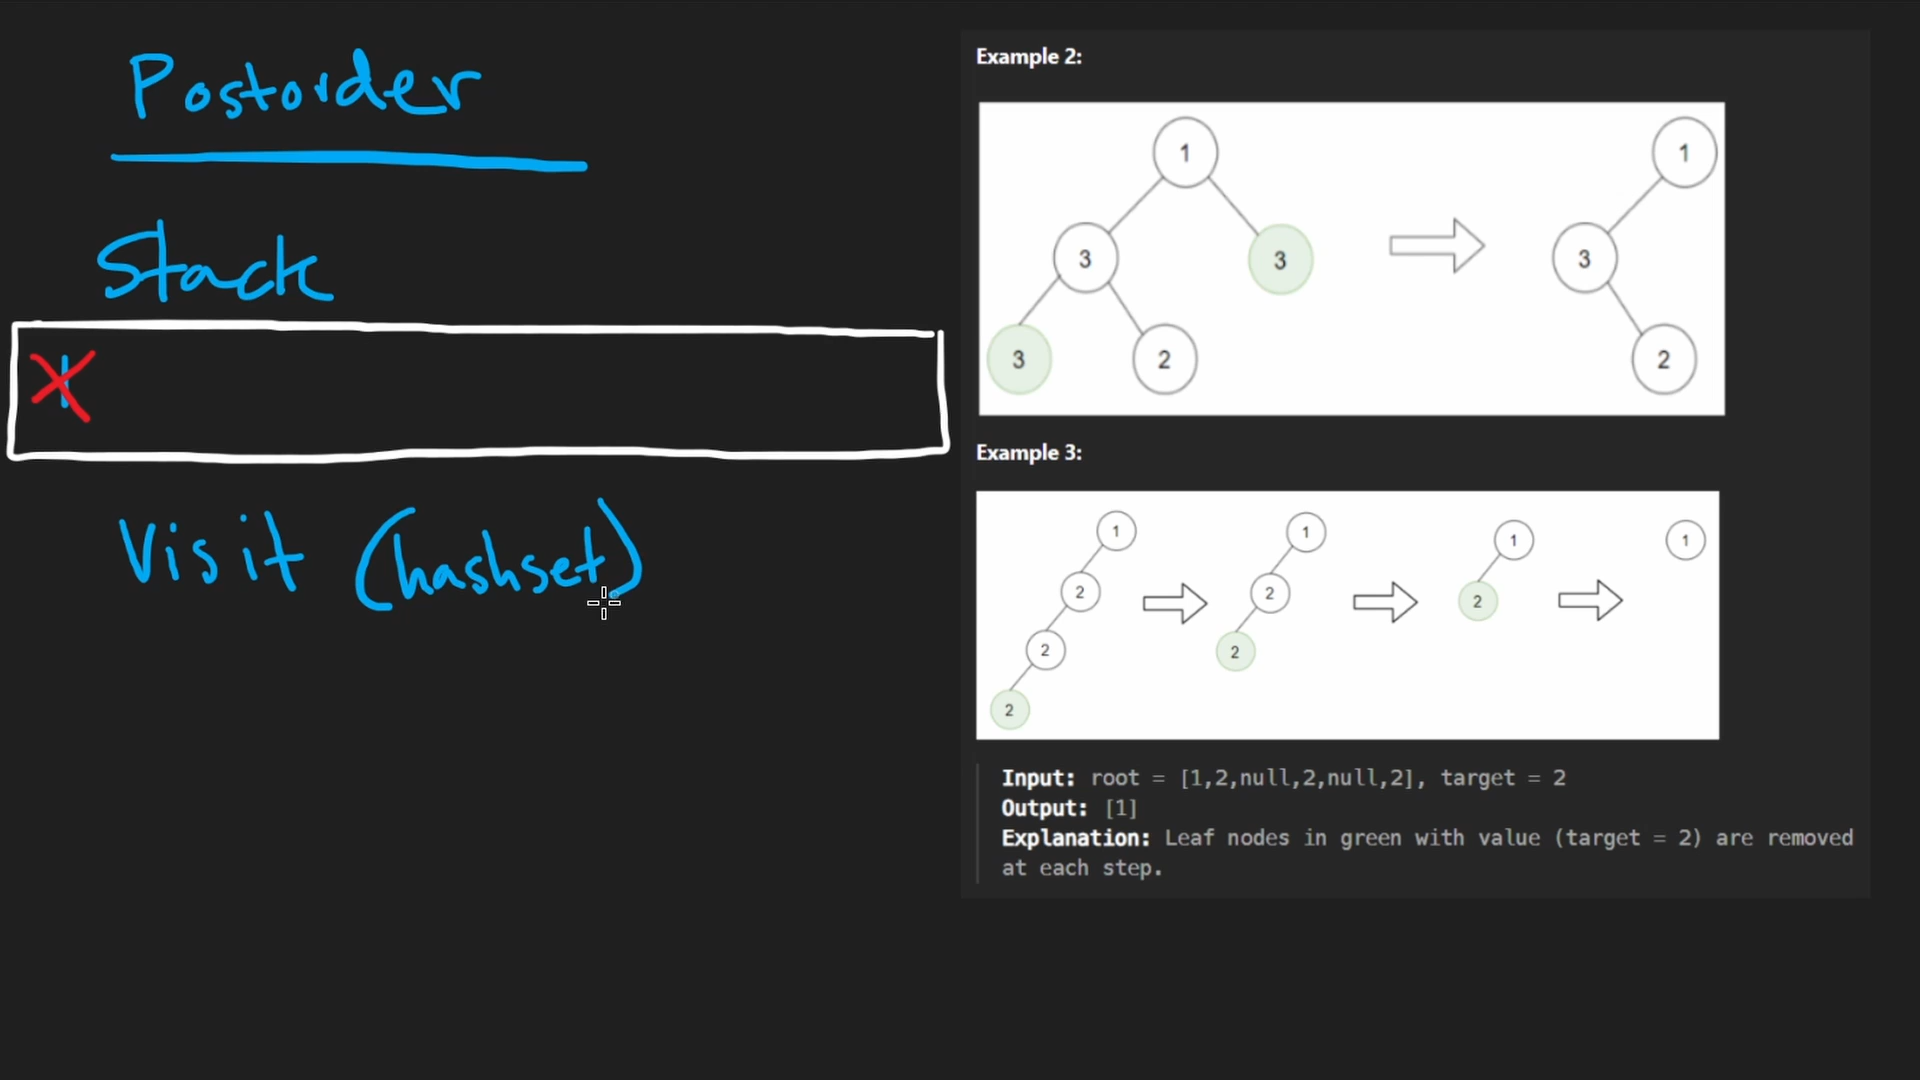 Postorder
Stack
1
Visit (hashset)
Example 2:
1
3
3
3
2
1
3
2
Example 3:
1
2
2
2
1
2
2
1
2
1
Input: root = [1,2,null,2,null,2], target = 2
Output: [1]
Explanation: Leaf nodes in green with value (target = 2) are removed
at each step.